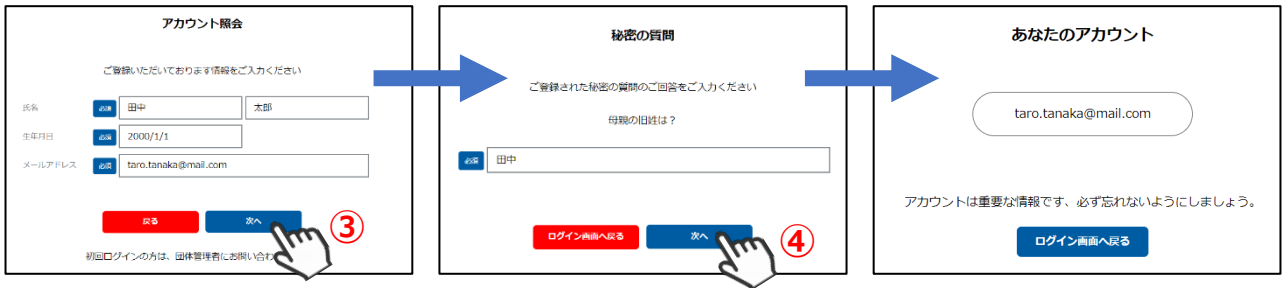 アカウント照会
ご登録いただいております情報をご入力ください
氏名 必須 田中 太郎
生年月日 必須 2000/1/1
メールアドレス 必須 taro.tanaka@mail.com
戻る 次へ ③
初回ログインの方は、団体管理者にお問い合わ
秘密の質問
ご登録された秘密の質問のご回答をご入力ください
母親の旧姓は?
必須 田中
ログイン画面へ戻る 次へ ④
あなたのアカウント
taro.tanaka@mail.com
アカウントは重要な情報です、必ず忘れないようにしましょう。
ログイン画面へ戻る